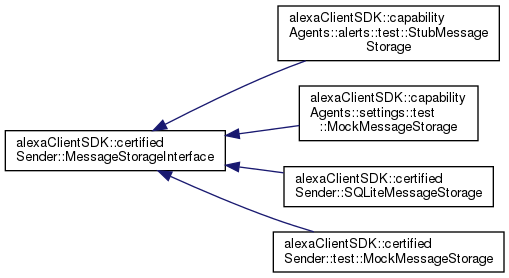 alexaClientSDK::capability
Agents::alerts::test::StubMessage
Storage
alexaClientSDK::capability
Agents::settings::test
::MockMessageStorage
alexaClientSDK::certified
Sender::MessageStorageInterface
alexaClientSDK::certified
Sender::SQLiteMessageStorage
alexaClientSDK::certified
Sender::test::MockMessageStorage